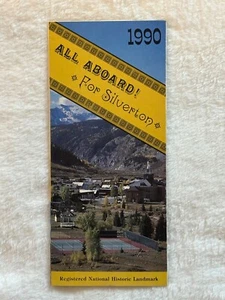 1990
ALL ABOARD!
For Silverton
Registered National Historic Landmark